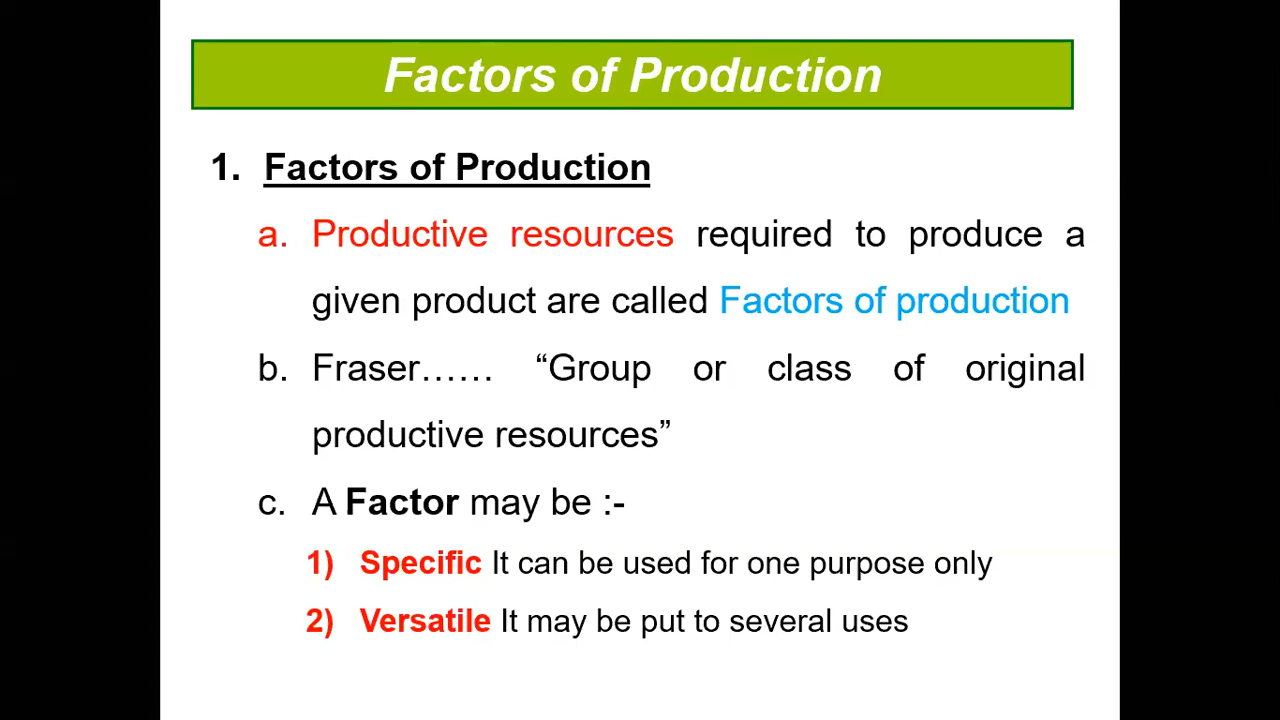 Factors of Production
1. Factors of Production
a. Productive resources required to produce a
given product are called Factors of production
b. Fraser…… “Group or class of original
productive resources”
c. A Factor may be :-
1) Specific It can be used for one purpose only
2) Versatile It may be put to several uses